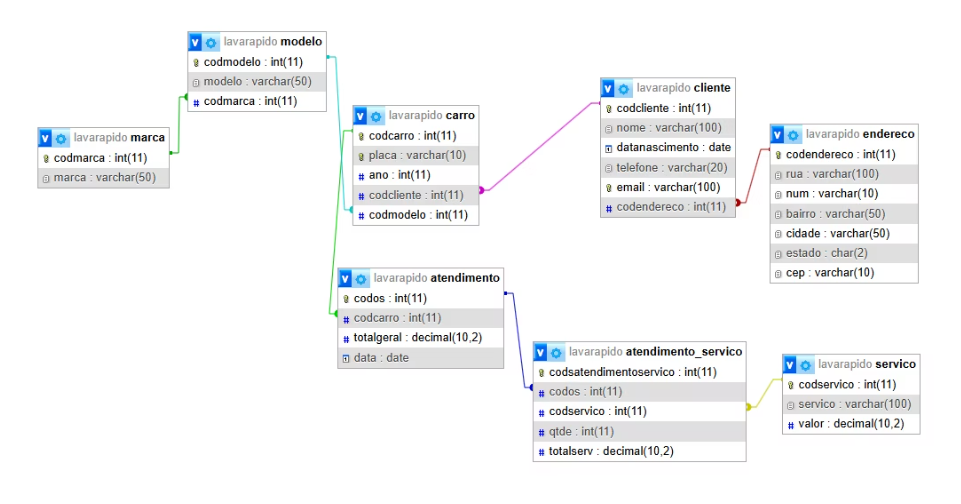 lavarapido modelo
codmodelo : int(11)
modelo : varchar(50)
codmarca : int(11)
lavarapido marca
codmarca : int(11)
marca : varchar(50)
lavarapido carro
codcarro : int(11)
placa : varchar(10)
ano : int(11)
codcliente : int(11)
codmodelo : int(11)
lavarapido cliente
codcliente : int(11)
nome : varchar(100)
datanascimento : date
telefone : varchar(20)
email : varchar(100)
codendereco : int(11)
lavarapido endereco
codendereco : int(11)
rua : varchar(100)
num : varchar(10)
bairro : varchar(50)
cidade : varchar(50)
estado : char(2)
cep : varchar(10)
lavarapido atendimento
codos : int(11)
codcarro : int(11)
totalgeral : decimal(10,2)
data : date
lavarapido atendimento_servico
codsatendimentoservico : int(11)
codos : int(11)
codservico : int(11)
qtde : int(11)
totalserv : decimal(10,2)
lavarapido servico
codservico : int(11)
servico : varchar(100)
valor : decimal(10,2)